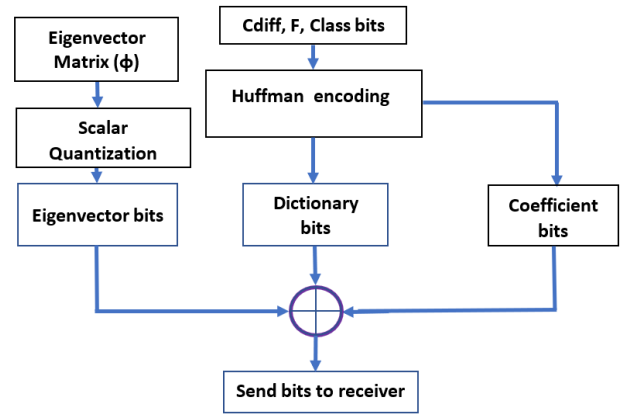 Eigenvector
Matrix (ϕ)
Cdiff, F, Class bits
Huffman encoding
Scalar
Quantization
Eigenvector bits
Dictionary
bits
Coefficient
bits
Send bits to receiver